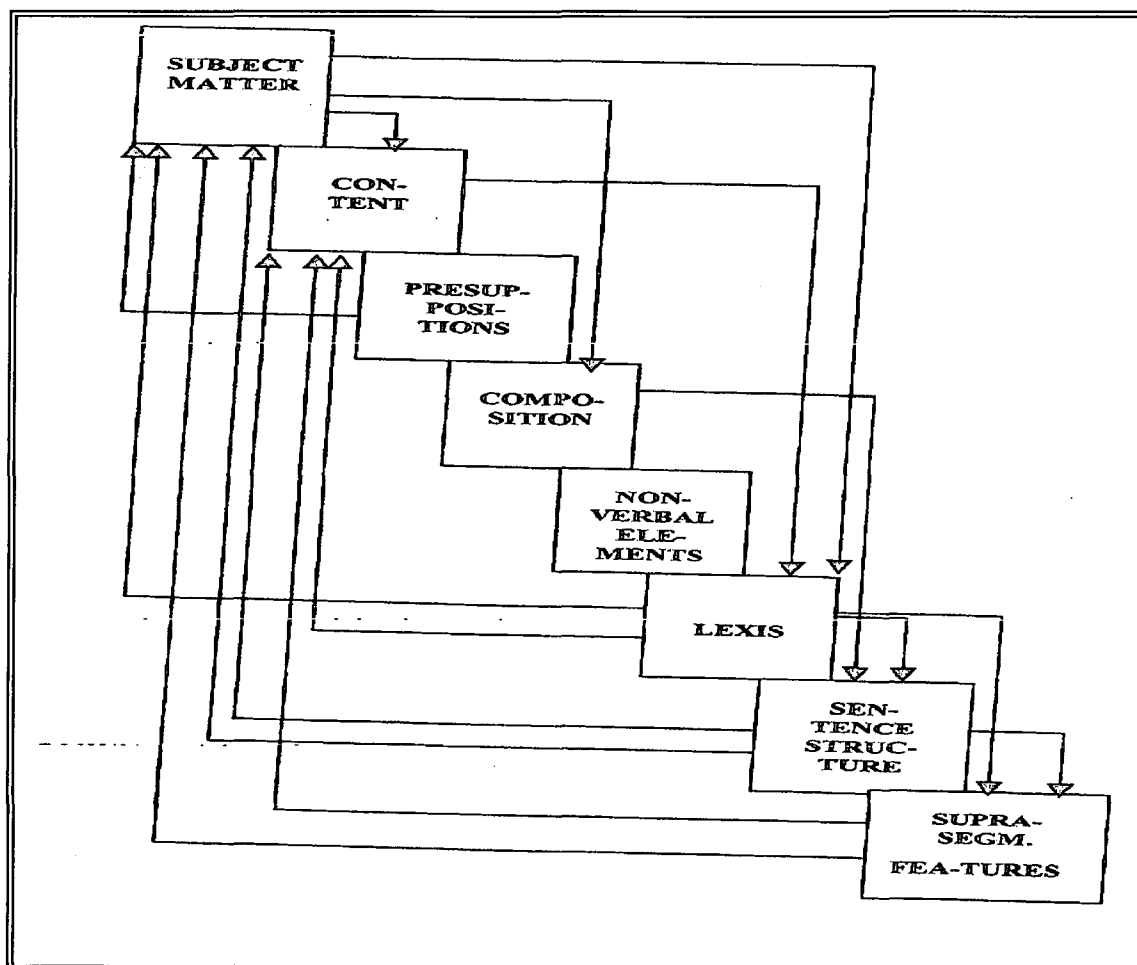 SUBJECT
MATTER
CON-
TENT
PRESUP-
POSI-
TIONS
COMPO-
SITION
NON-
VERBAL
ELE-
MENTS
LEXIS
SEN-
TENCE
STRUC-
TURE
SUPRA-
SEGM.
FEA-TURES